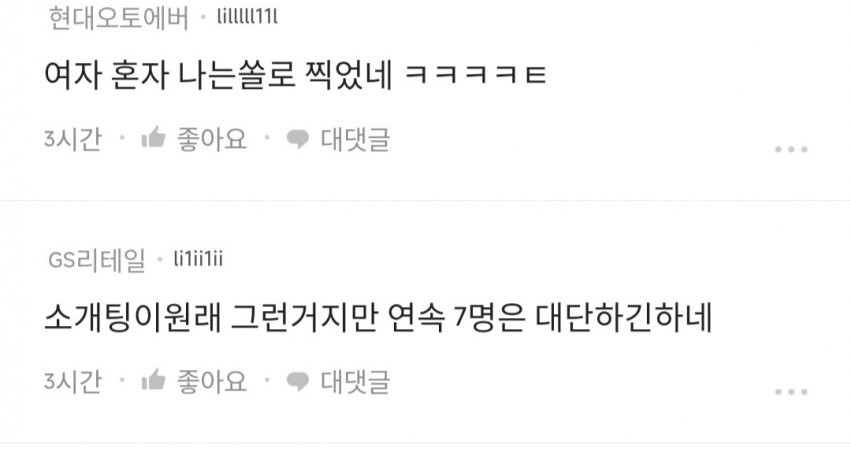 현대오토에버 · lillllll11l
여자 혼자 나는쏠로 찍었네 ㅋㅋㅋㅋㅌ
3시간 · 좋아요 · 대댓글
GS리테일 · li1ii1ii
소개팅이원래 그런거지만 연속 7명은 대단하긴하네
3시간 · 좋아요 · 대댓글